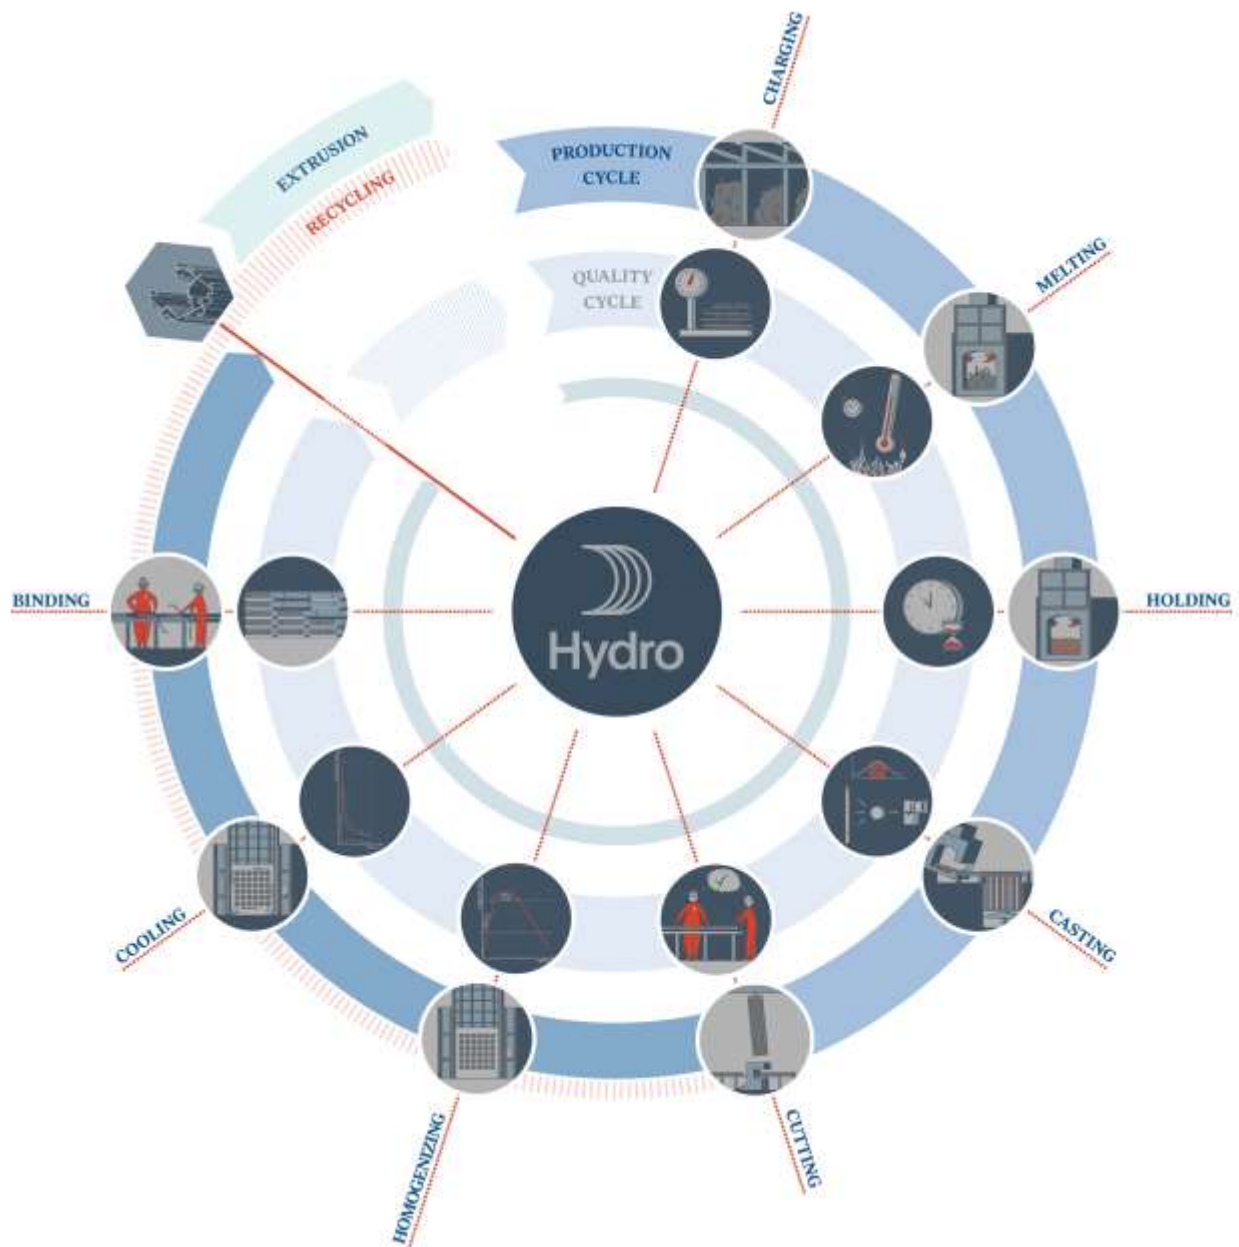 CHARGING
EXTRUSION
RECYCLING
PRODUCTION
CYCLE
MELTING
QUALITY
CYCLE
BINDING
HOLDING
Hydro
COOLING
CASTING
HOMOGENIZING
CUTTING